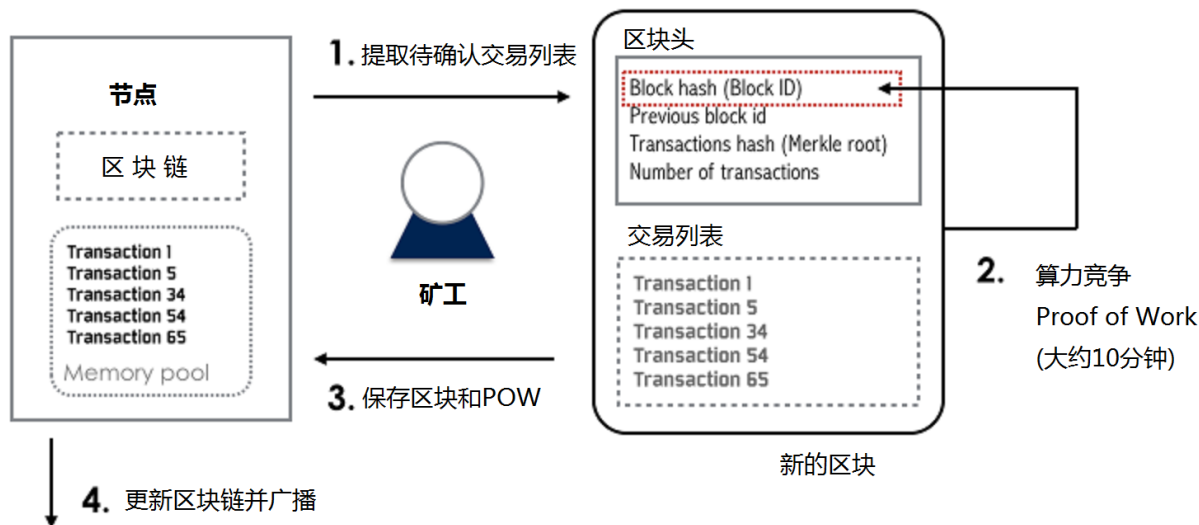 1. 提取待确认交易列表
节点
区 块 链
Transaction 1
Transaction 5
Transaction 34
Transaction 54
Transaction 65
Memory pool
矿工
区块头
Block hash (Block ID)
Previous block id
Transactions hash (Merkle root)
Number of transactions
交易列表
Transaction 1
Transaction 5
Transaction 34
Transaction 54
Transaction 65
新的区块
2. 算力竞争
Proof of Work
(大约10分钟)
3. 保存区块和POW
4. 更新区块链并广播